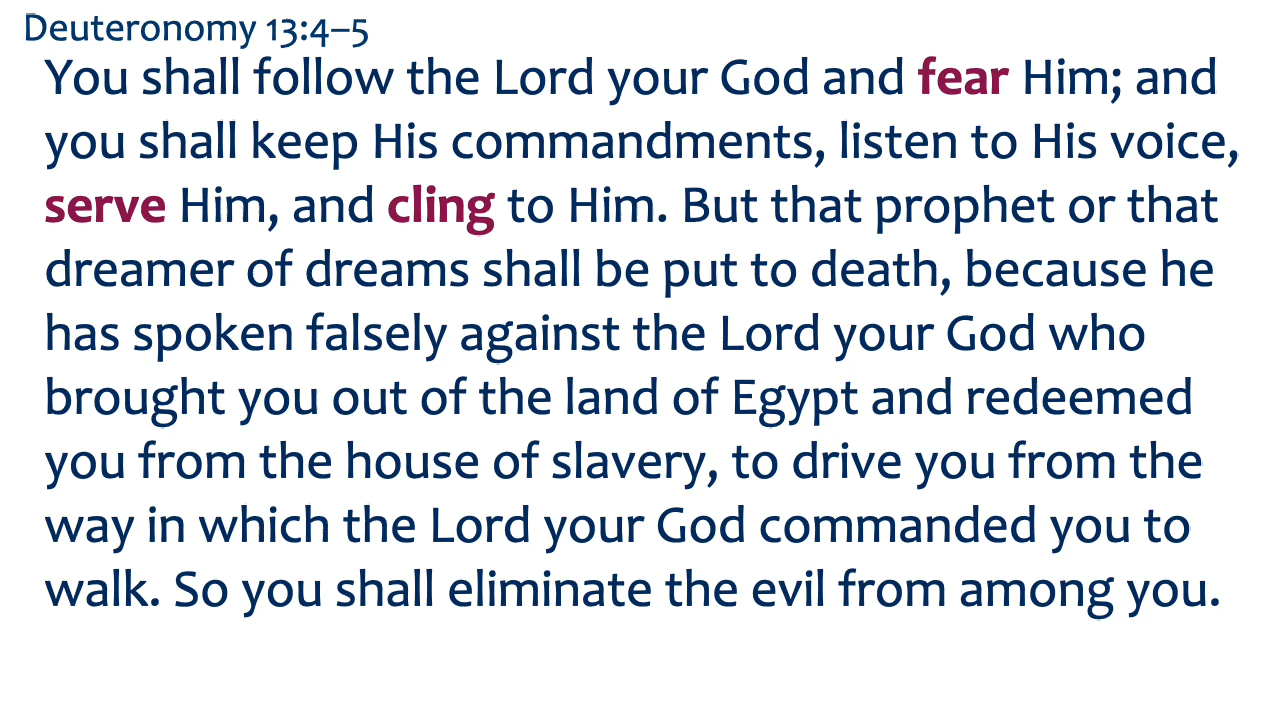 Deuteronomy 13:4–5
You shall follow the Lord your God and fear Him; and
you shall keep His commandments, listen to His voice,
serve Him, and cling to Him. But that prophet or that
dreamer of dreams shall be put to death, because he
has spoken falsely against the Lord your God who
brought you out of the land of Egypt and redeemed
you from the house of slavery, to drive you from the
way in which the Lord your God commanded you to
walk. So you shall eliminate the evil from among you.